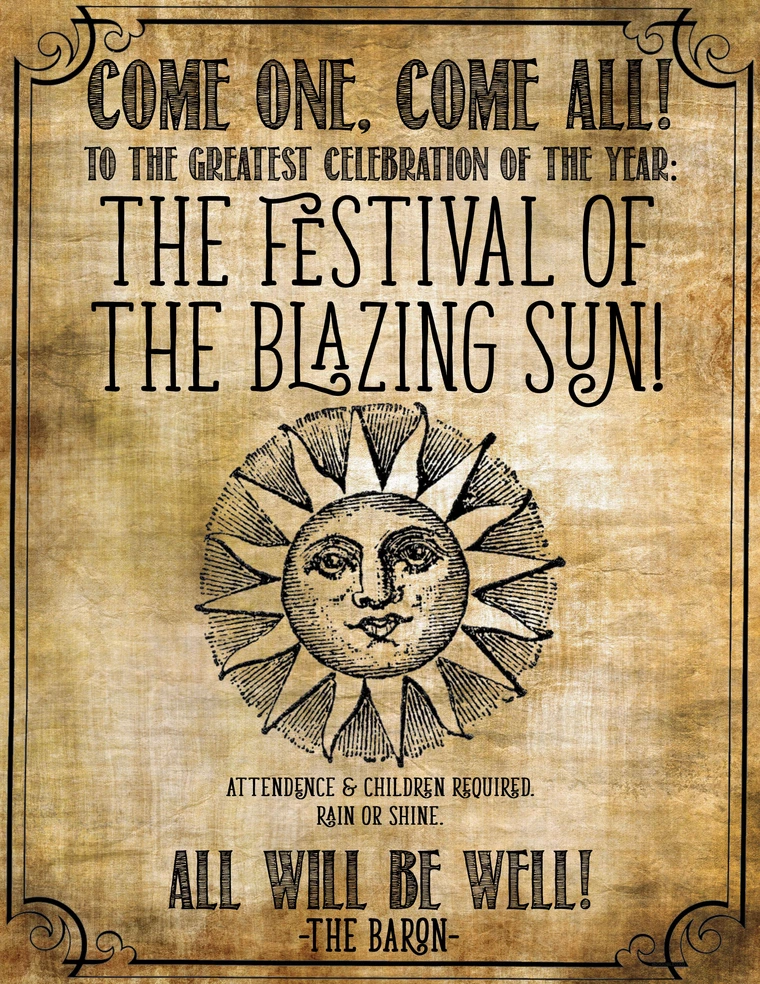 COME ONE, COME ALL!
TO THE GREATEST CELEBRATION OF THE YEAR:
THE FESTIVAL OF
THE BLAZING SUN!
ATTENDENCE & CHILDREN REQUIRED.
RAIN OR SHINE.
ALL WILL BE WELL!
-THE BARON-